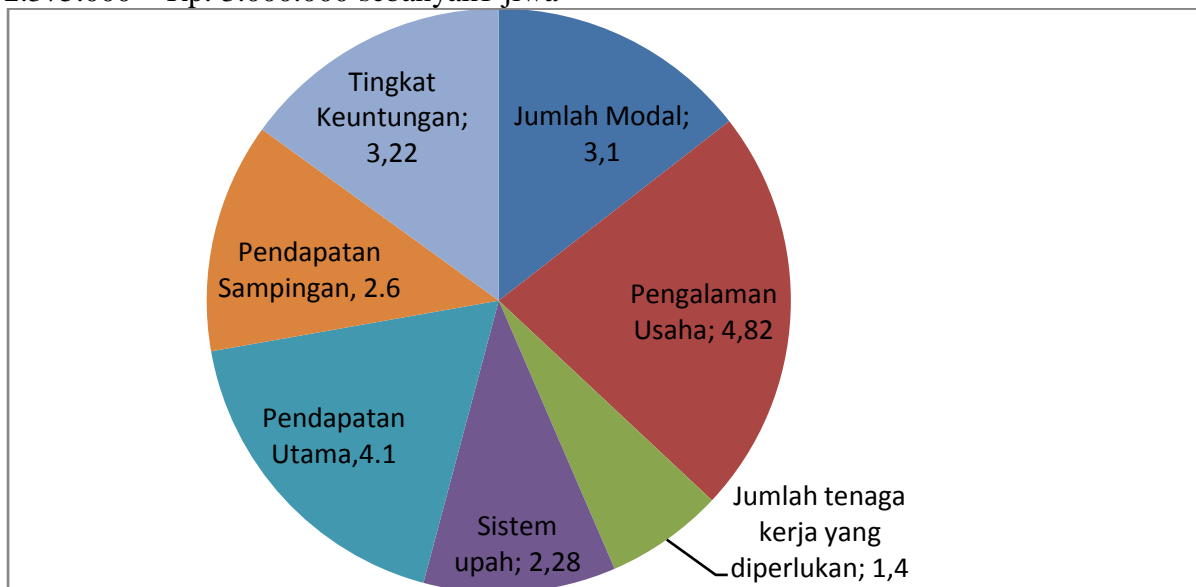 Tingkat
Keuntungan;
3,22
Jumlah Modal;
3,1
Pendapatan
Sampingan, 2.6
Pengalaman
Usaha; 4,82
Pendapatan
Utama,4.1
Sistem
upah; 2,28
Jumlah tenaga
kerja yang
diperlukan; 1,4